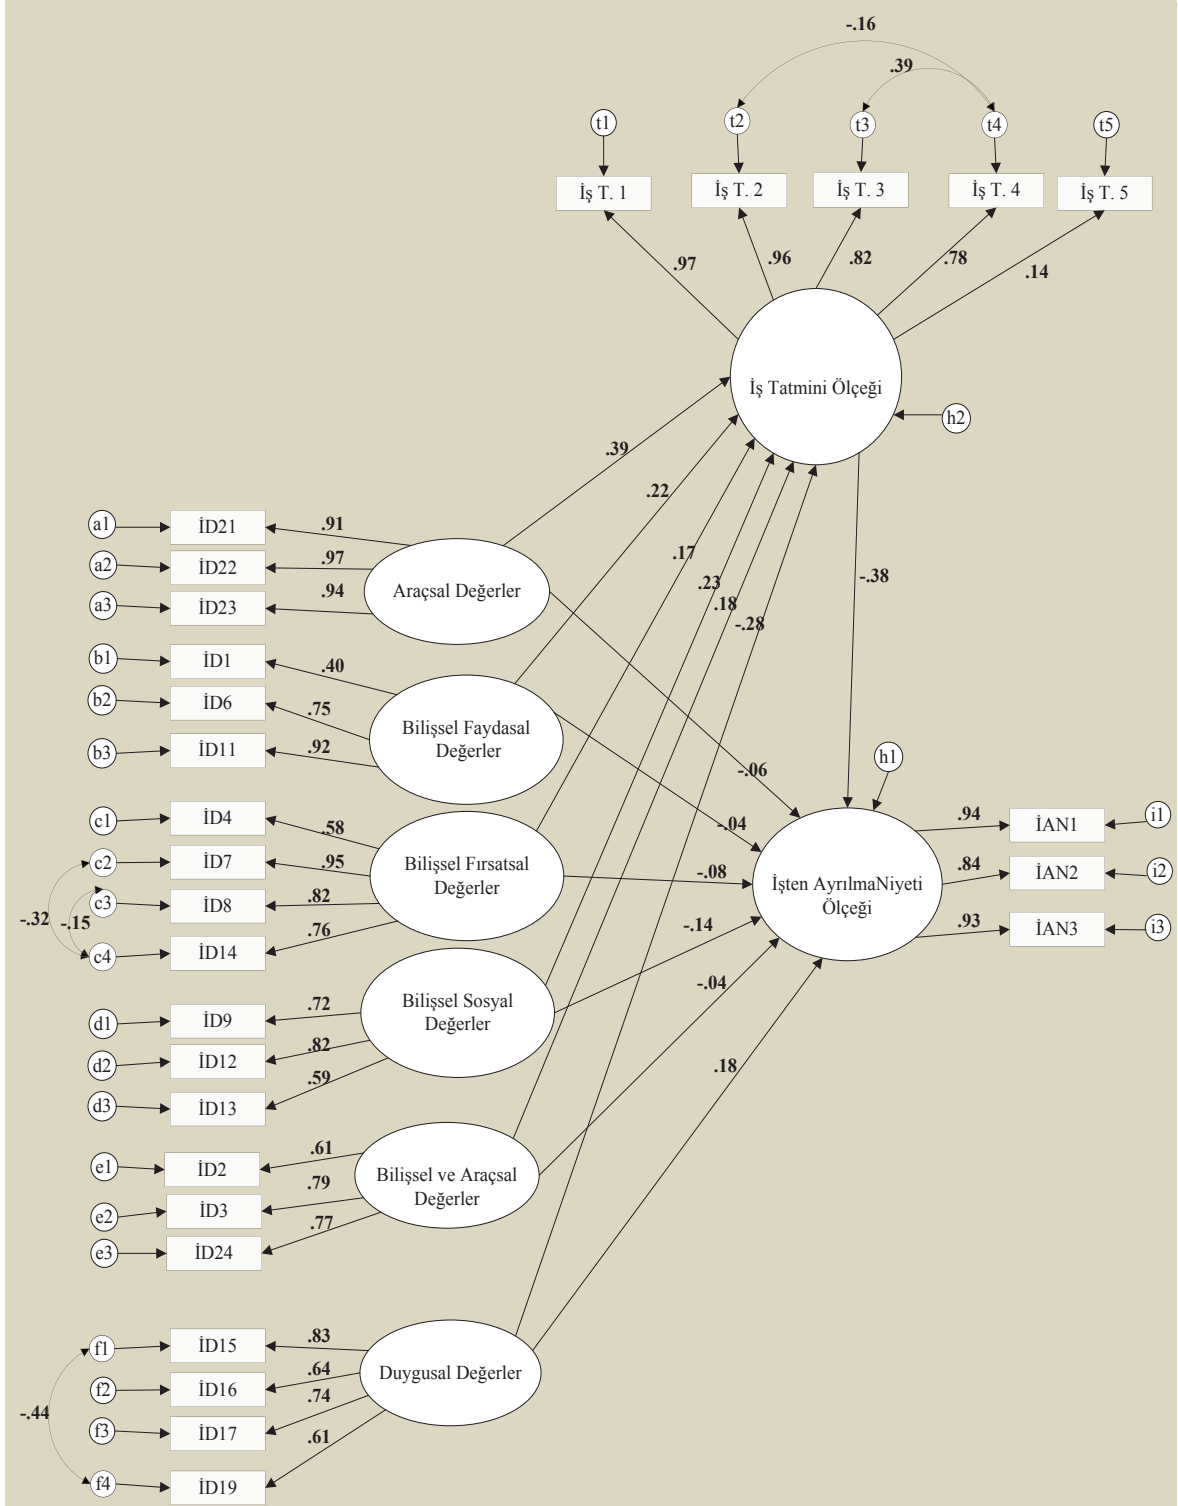 -.16
.39
t1
t2
t3
t4
t5
İş T. 1
İş T. 2
İş T. 3
İş T. 4
İş T. 5
.97
.96
.82
.78
.14
İş Tatmini Ölçeği
h2
.39
.22
.17
.23
.18
-.28
-.38
a1
İD21
.91
a2
İD22
.97
a3
İD23
.94
Araçsal Değerler
b1
İD1
.40
b2
İD6
.75
b3
İD11
.92
Bilişsel Faydasal
Değerler
-.06
-.04
-.08
-.14
-.04
.18
h1
c1
İD4
.58
c2
İD7
.95
c3
İD8
.82
c4
İD14
.76
-.32
-.15
Bilişsel Fırsatsal
Değerler
İşten AyrılmaNiyeti
Ölçeği
.94
İAN1
i1
.84
İAN2
i2
.93
İAN3
i3
d1
İD9
.72
d2
İD12
.82
d3
İD13
.59
Bilişsel Sosyal
Değerler
e1
İD2
.61
e2
İD3
.79
e3
İD24
.77
Bilişsel ve Araçsal
Değerler
f1
İD15
.83
f2
İD16
.64
f3
İD17
.74
f4
İD19
.61
-.44
Duygusal Değerler